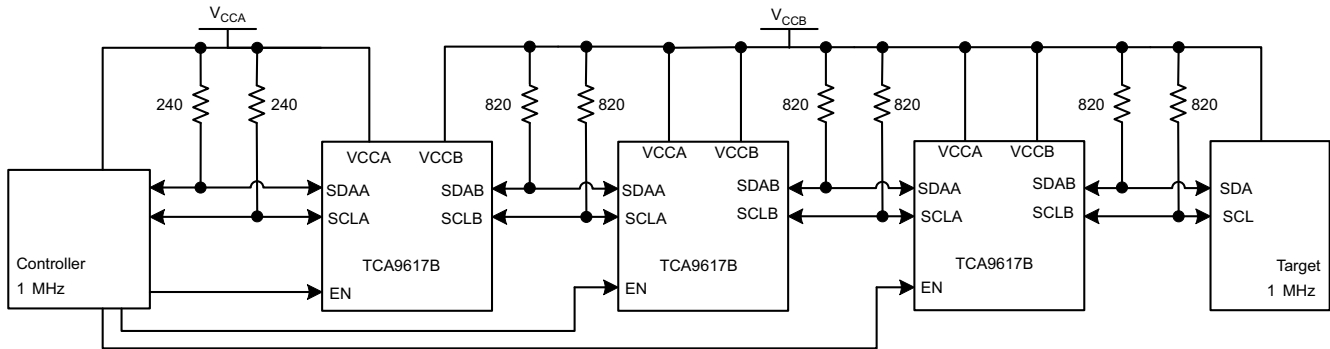 V_CCA
V_CCB
240
240
820
820
820
820
820
820
VCCA
VCCB
VCCA
VCCB
VCCA
VCCB
SDAA
SDAB
SDAA
SDAB
SDAA
SDAB
SDA
SCLA
SCLB
SCLA
SCLB
SCLA
SCLB
SCL
TCA9617B
TCA9617B
TCA9617B
Controller
1 MHz
EN
EN
EN
Target
1 MHz